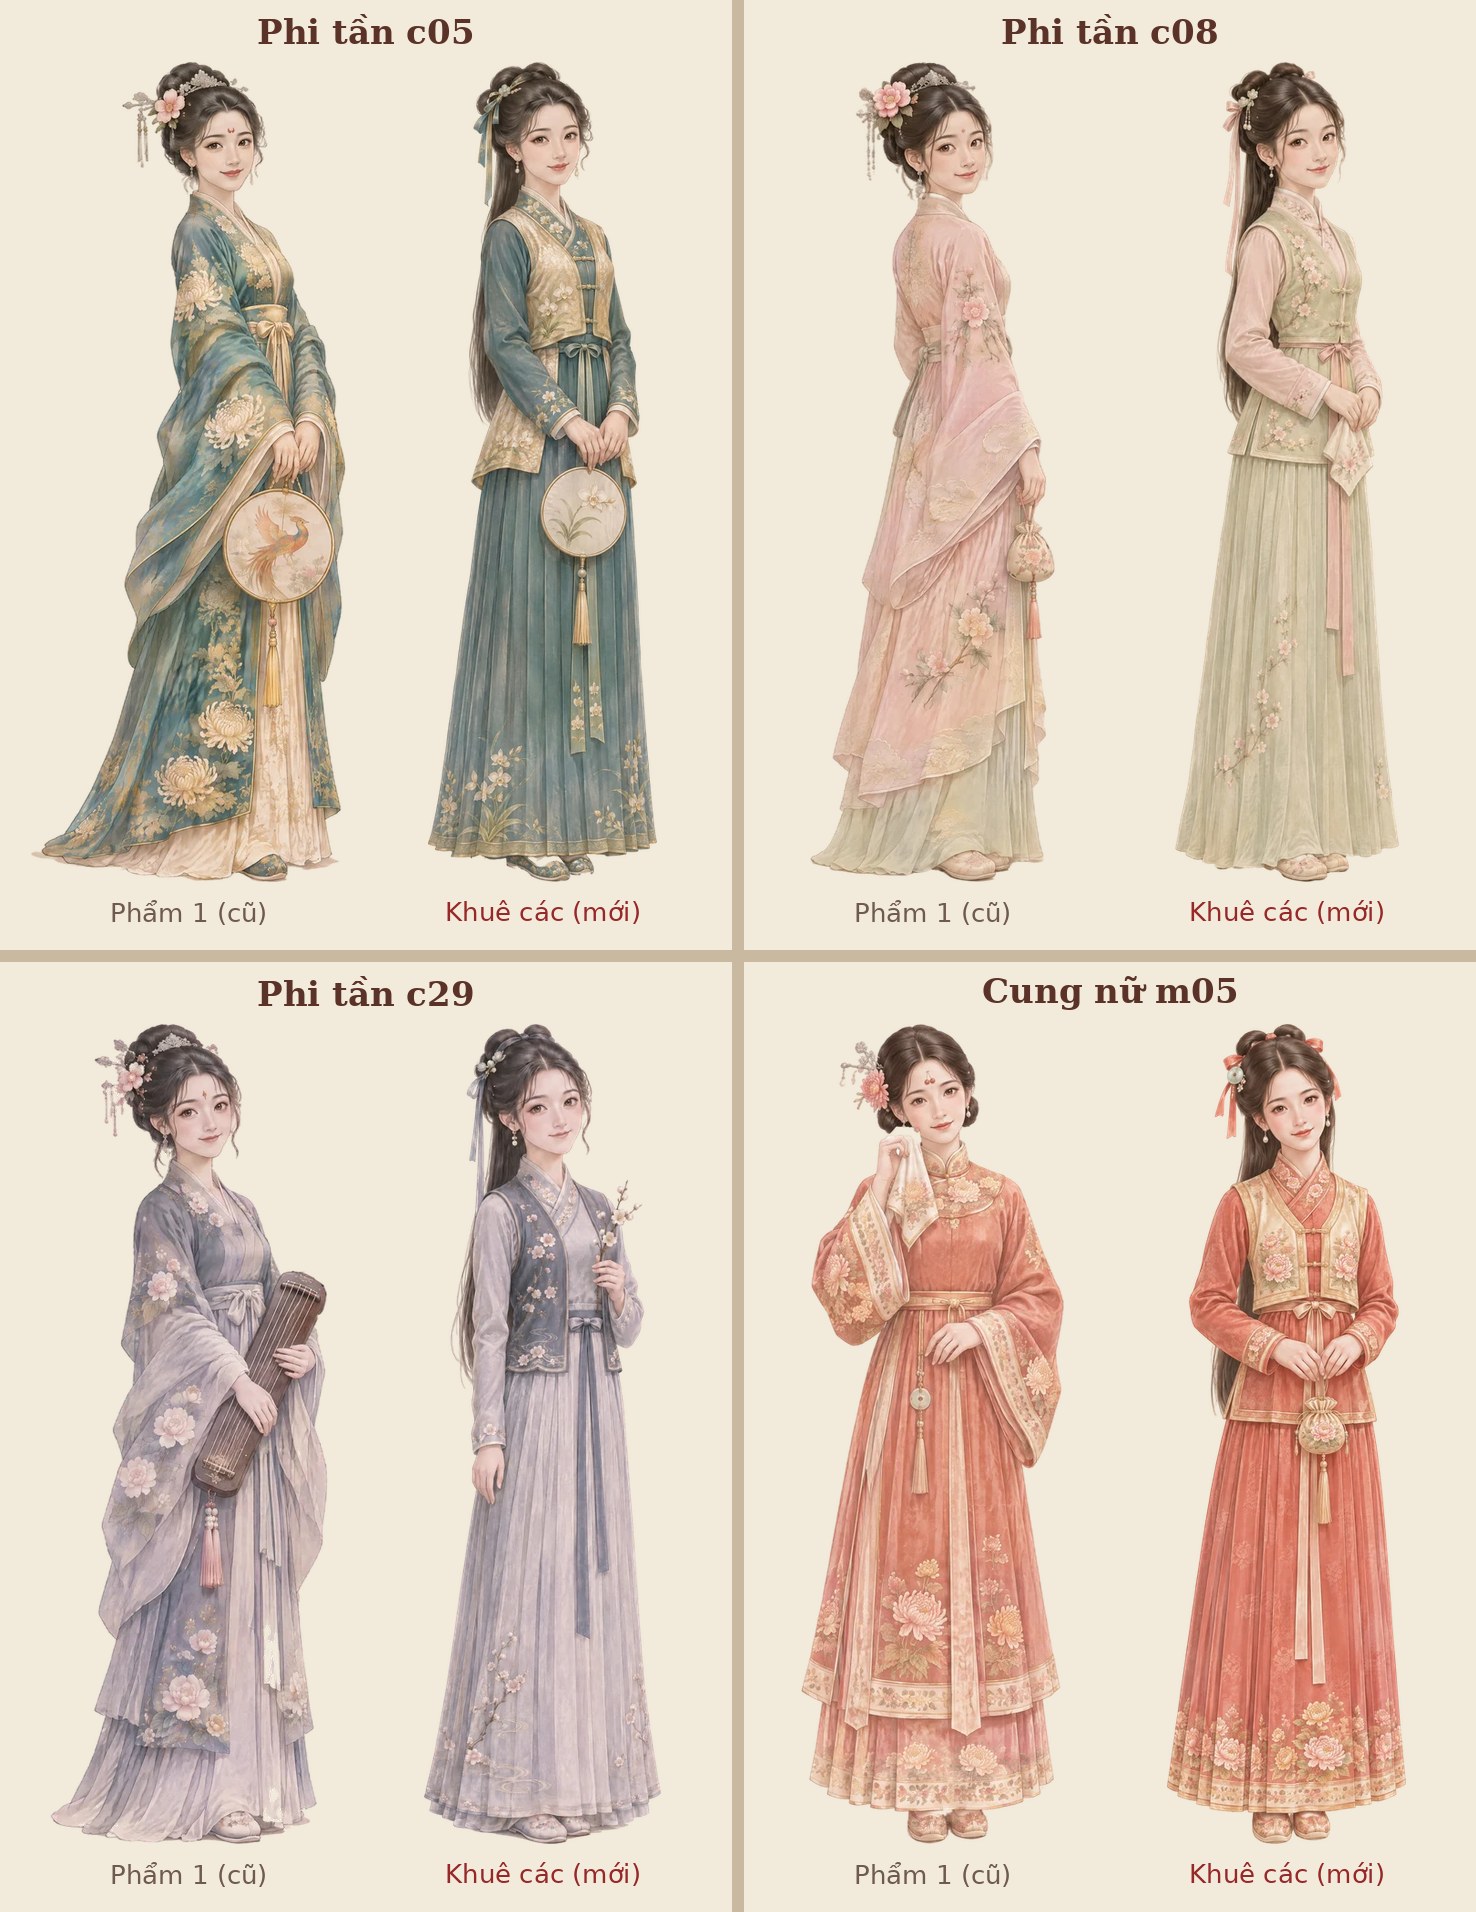 Phi tần c05
Phẩm 1 (cũ)
Khuê các (mới)
Phi tần c08
Phẩm 1 (cũ)
Khuê các (mới)
Phi tần c29
Phẩm 1 (cũ)
Khuê các (mới)
Cung nữ m05
Phẩm 1 (cũ)
Khuê các (mới)